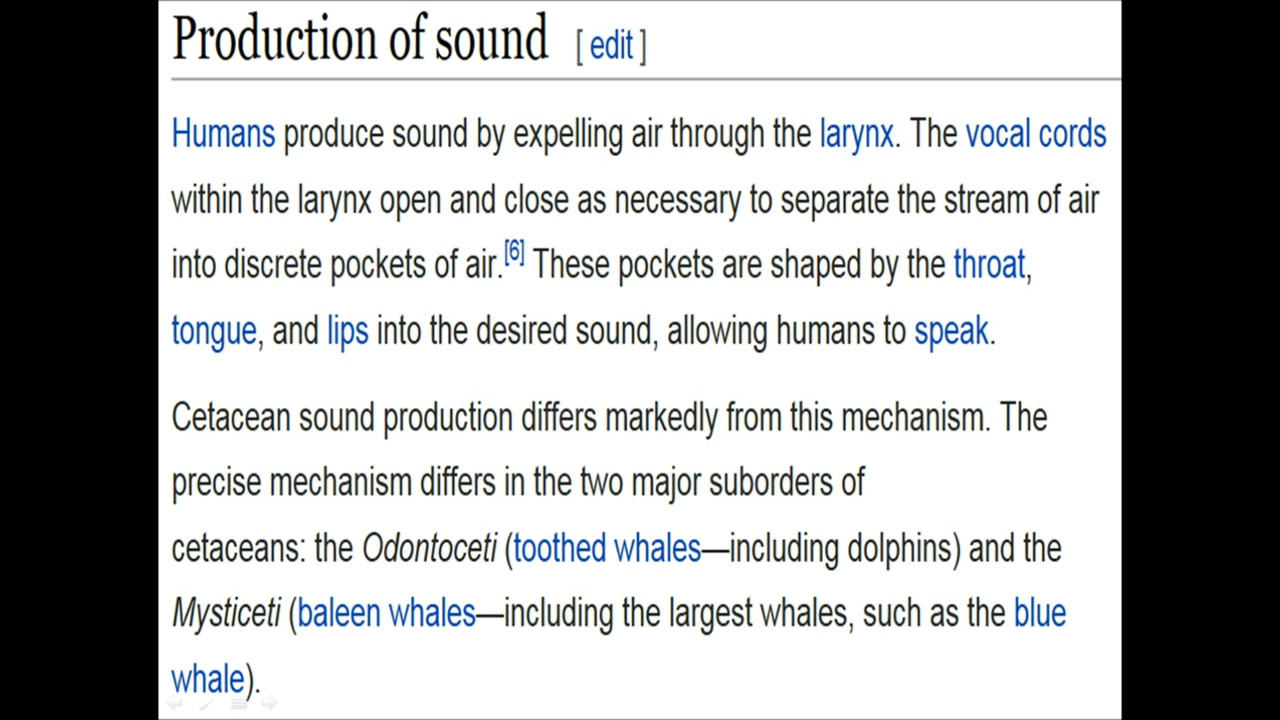 Production of sound [ edit ]
Humans produce sound by expelling air through the larynx. The vocal cords
within the larynx open and close as necessary to separate the stream of air
into discrete pockets of air.[6] These pockets are shaped by the throat,
tongue, and lips into the desired sound, allowing humans to speak.
Cetacean sound production differs markedly from this mechanism. The
precise mechanism differs in the two major suborders of
cetaceans: the Odontoceti (toothed whales—including dolphins) and the
Mysticeti (baleen whales—including the largest whales, such as the blue
whale).